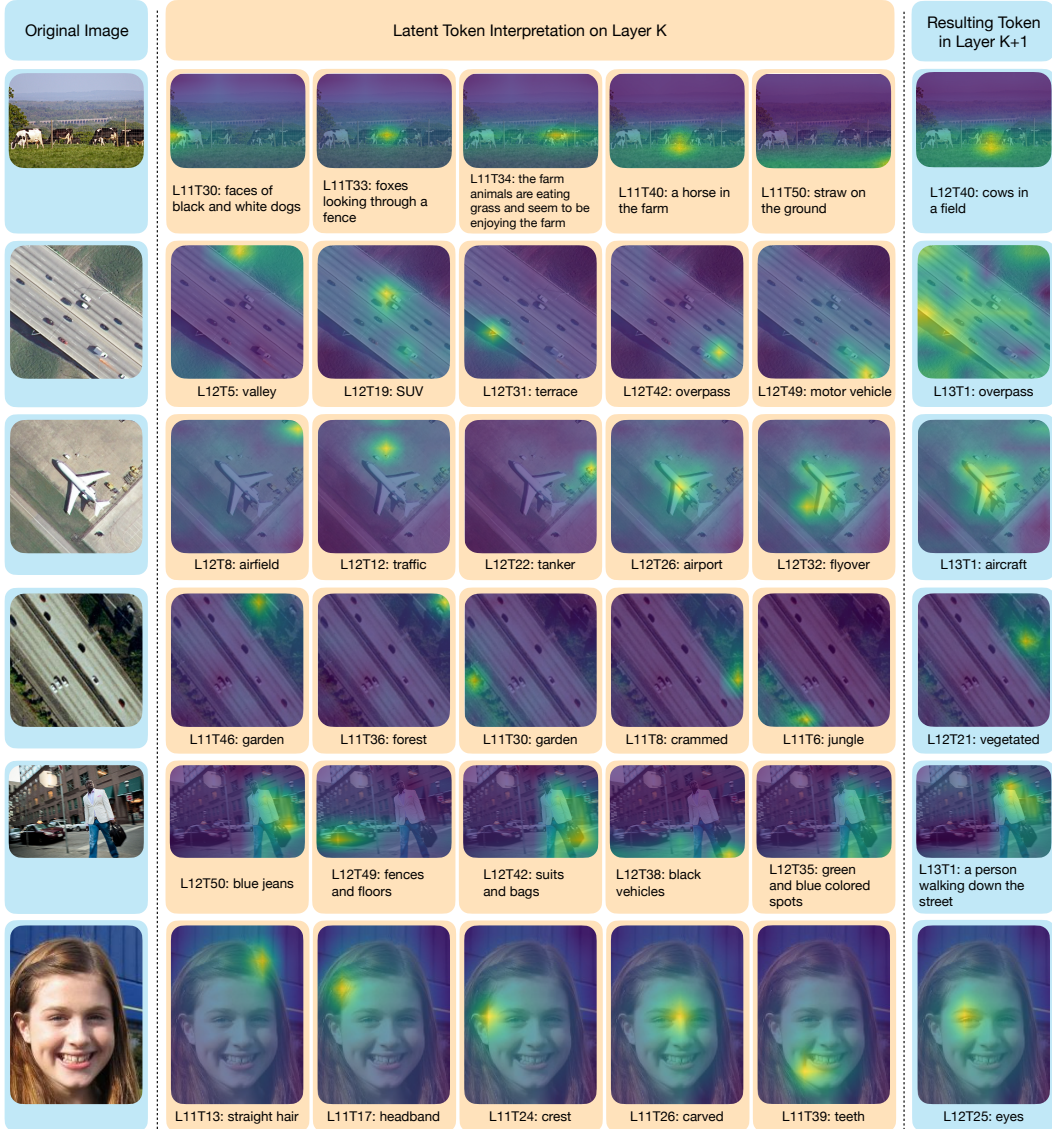 Original Image
Latent Token Interpretation on Layer K
Resulting Token
in Layer K+1
L11T30: faces of
black and white dogs
L11T33: foxes
looking through a
fence
L11T34: the farm
animals are eating
grass and seem to be
enjoying the farm
L11T40: a horse in
the farm
L11T50: straw on
the ground
L12T40: cows in
a field
L12T5: valley
L12T19: SUV
L12T31: terrace
L12T42: overpass
L12T49: motor vehicle
L13T1: overpass
L12T8: airfield
L12T12: traffic
L12T22: tanker
L12T26: airport
L12T32: flyover
L13T1: aircraft
L11T46: garden
L11T36: forest
L11T30: garden
L11T8: crammed
L11T6: jungle
L12T21: vegetated
L12T50: blue jeans
L12T49: fences
and floors
L12T42: suits
and bags
L12T38: black
vehicles
L12T35: green
and blue colored
spots
L13T1: a person
walking down the
street
L11T13: straight hair
L11T17: headband
L11T24: crest
L11T26: carved
L11T39: teeth
L12T25: eyes